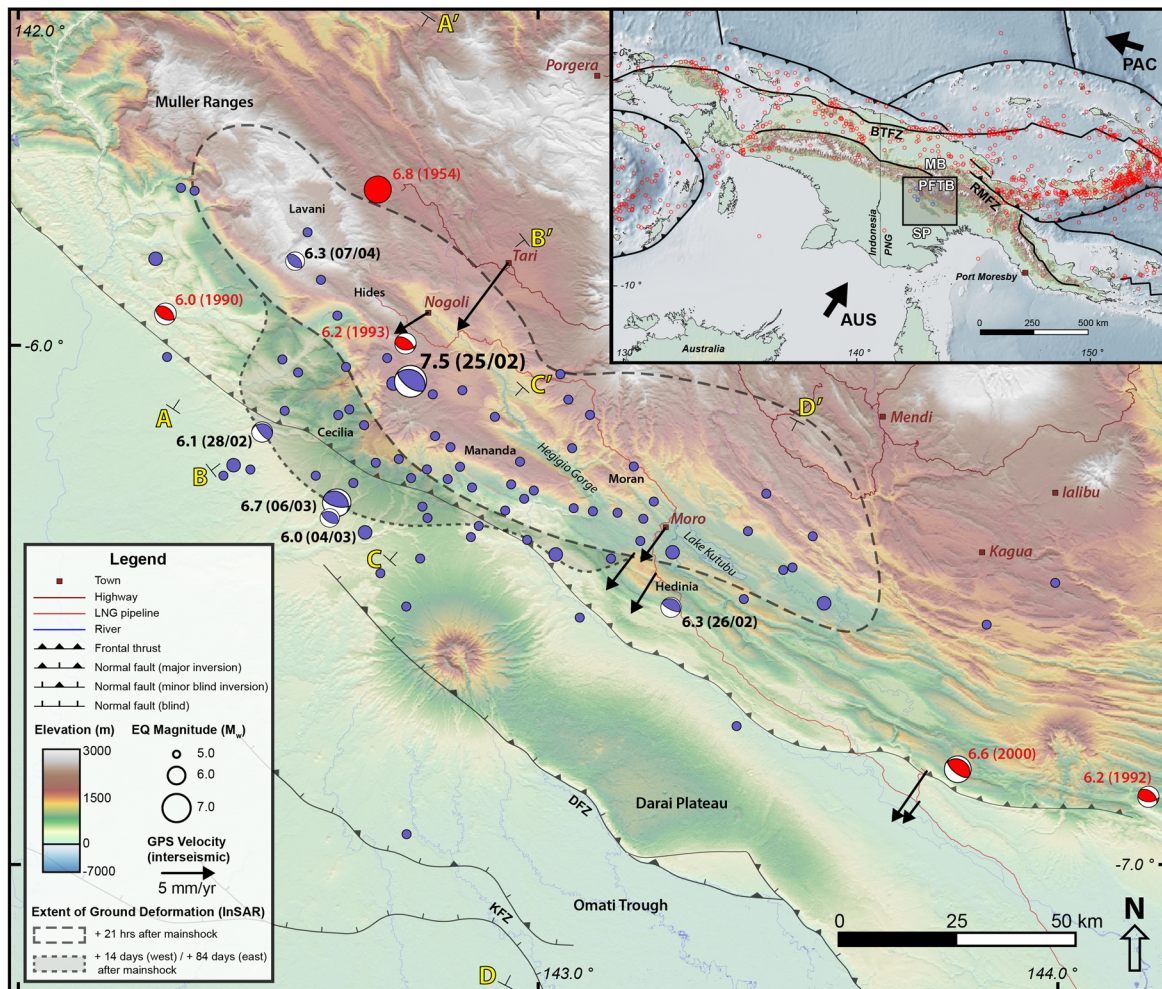 142.0 °
A'
Porgera
Muller Ranges
6.8 (1954)
Lavani
B'
Tari
6.3 (07/04)
Hides
Nogoli
6.0 (1990)
6.2 (1993)
-6.0 °
7.5 (25/02)
C'
D'
Mendi
A
6.1 (28/02)
Cecilia
Mananda
Hegigio Gorge
Moran
B
Ialibu
6.7 (06/03)
6.0 (04/03)
Moro
Lake Kutubu
Kagua
C
Hedinia
6.3 (26/02)
6.6 (2000)
6.2 (1992)
DFZ
Darai Plateau
-7.0 °
Omati Trough
KFZ
D
143.0 °
144.0 °
0 25 50 km
N
PAC
0 °
BTFZ
MB
PFTB
RMFZ
Indonesia
PNG
SP
Port Moresby
-10 °
AUS
0 250 500 km
Australia
130 °
140 °
150 °
Legend
Town
Highway
LNG pipeline
River
Frontal thrust
Normal fault (major inversion)
Normal fault (minor blind inversion)
Normal fault (blind)
Elevation (m)
3000
1500
0
-7000
EQ Magnitude (Mw)
5.0
6.0
7.0
GPS Velocity
(interseismic)
5 mm/yr
Extent of Ground Deformation (InSAR)
+ 21 hrs after mainshock
+ 14 days (west) / + 84 days (east)
after mainshock